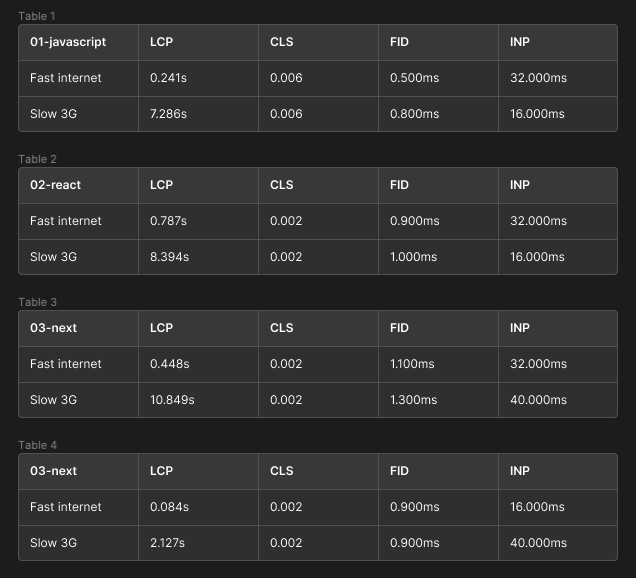 Table 1
01-javascript LCP CLS FID INP
Fast internet 0.241s 0.006 0.500ms 32.000ms
Slow 3G 7.286s 0.006 0.800ms 16.000ms
Table 2
02-react LCP CLS FID INP
Fast internet 0.787s 0.002 0.900ms 32.000ms
Slow 3G 8.394s 0.002 1.000ms 16.000ms
Table 3
03-next LCP CLS FID INP
Fast internet 0.448s 0.002 1.100ms 32.000ms
Slow 3G 10.849s 0.002 1.300ms 40.000ms
Table 4
03-next LCP CLS FID INP
Fast internet 0.084s 0.002 0.900ms 16.000ms
Slow 3G 2.127s 0.002 0.900ms 40.000ms